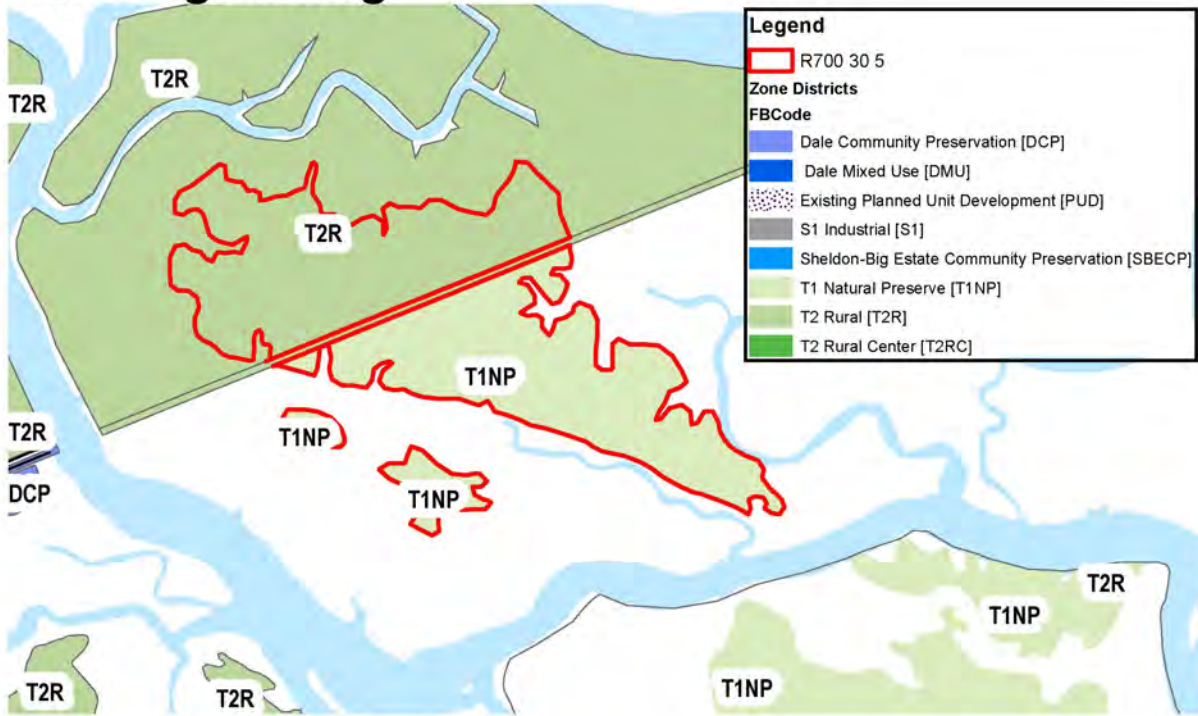 Legend
R700 30 5
Zone Districts
FBCode
Dale Community Preservation [DCP]
Dale Mixed Use [DMU]
Existing Planned Unit Development [PUD]
S1 Industrial [S1]
Sheldon-Big Estate Community Preservation [SBECP]
T1 Natural Preserve [T1NP]
T2 Rural [T2R]
T2 Rural Center [T2RC]
T2R
T2R
T2R
T1NP
T1NP
T2R
T1NP
DCP
T2R
T1NP
T2R
T2R
T1NP